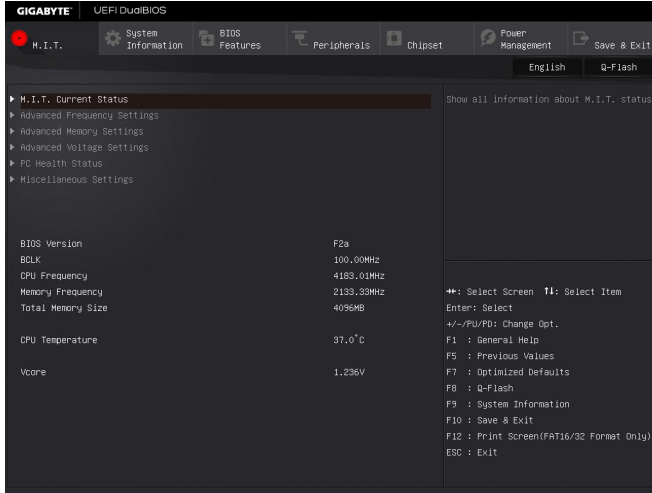 GIGABYTE™ UEFI DualBIOS
M.I.T.
System Information
BIOS Features
Peripherals
Chipset
Power Management
Save & Exit
English Q-Flash
M.I.T. Current Status
Advanced Frequency Settings
Advanced Memory Settings
Advanced Voltage Settings
PC Health Status
Miscellaneous Settings
BIOS Version F2a
BCLK 100.00MHz
CPU Frequency 4183.01MHz
Memory Frequency 2133.33MHz
Total Memory Size 4096MB
CPU Temperature 37.0°C
Vcore 1.236V
Show all information about M.I.T. status
→←: Select Screen ↑↓: Select Item
Enter: Select
+/-/PU/PD: Change Opt.
F1 : General Help
F5 : Previous Values
F7 : Optimized Defaults
F8 : Q-Flash
F9 : System Information
F10 : Save & Exit
F12 : Print Screen(FAT16/32 Format Only)
ESC : Exit